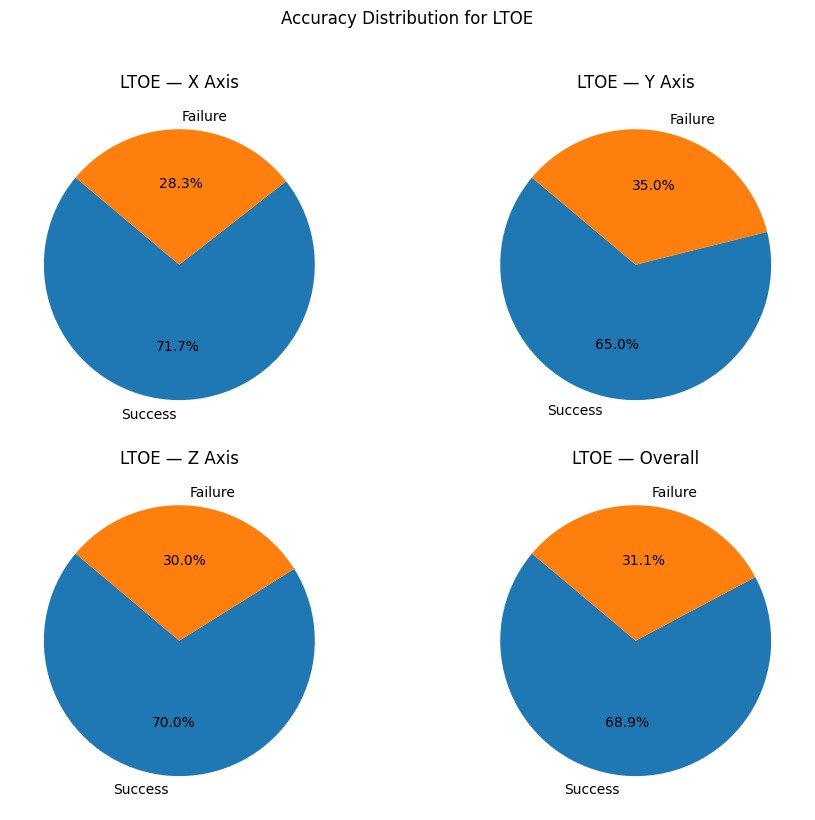 Accuracy Distribution for LTOE
LTOE — X Axis
Failure
28.3%
71.7%
Success
LTOE — Y Axis
Failure
35.0%
65.0%
Success
LTOE — Z Axis
Failure
30.0%
70.0%
Success
LTOE — Overall
Failure
31.1%
68.9%
Success